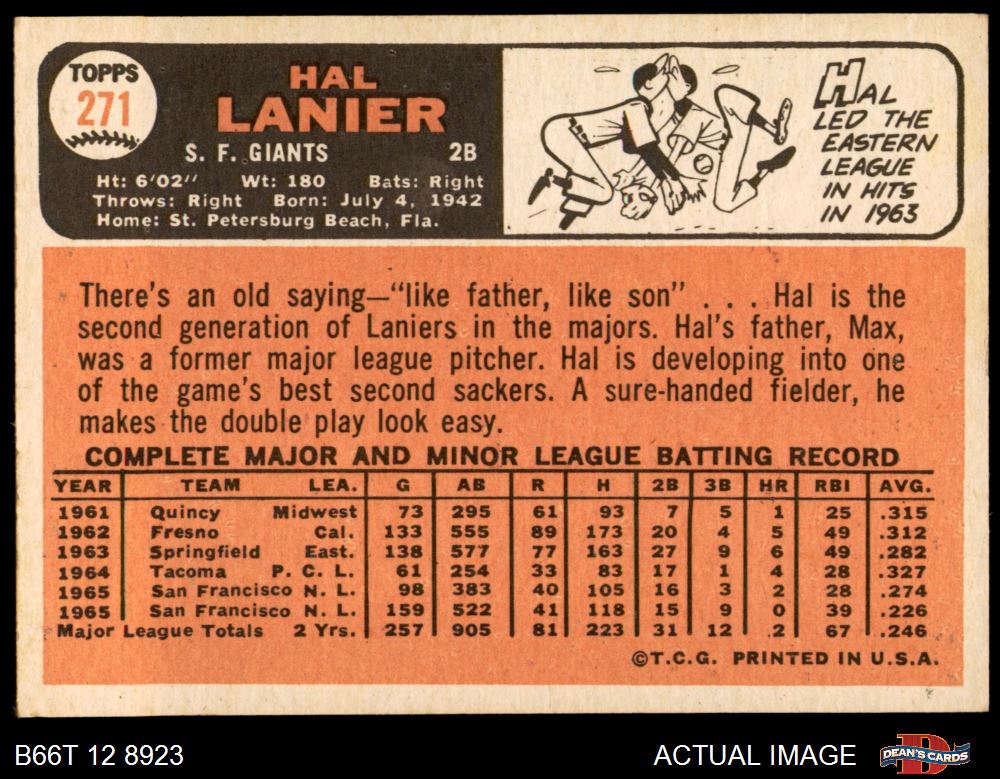 TOPPS
271
HAL
LANIER
S. F. GIANTS 2B
Ht: 6'02" Wt: 180 Bats: Right
Throws: Right Born: July 4, 1942
Home: St. Petersburg Beach, Fla.
HAL
LED THE
EASTERN
LEAGUE
IN HITS
IN 1963
There's an old saying—"like father, like son" . . . Hal is the
second generation of Laniers in the majors. Hal's father, Max,
was a former major league pitcher. Hal is developing into one
of the game's best second sackers. A sure-handed fielder, he
makes the double play look easy.
COMPLETE MAJOR AND MINOR LEAGUE BATTING RECORD
YEAR TEAM LEA. G AB R H 2B 3B HR RBI AVG.
1961 Quincy Midwest 73 295 61 93 7 5 1 25 .315
1962 Fresno Cal. 133 555 89 173 20 4 5 49 .312
1963 Springfield East. 138 577 77 163 27 9 6 49 .282
1964 Tacoma P. C. L. 61 254 33 83 17 1 4 28 .327
1965 San Francisco N. L. 98 383 40 105 16 3 2 28 .274
1965 San Francisco N. L. 159 522 41 118 15 9 0 39 .226
Major League Totals 2 Yrs. 257 905 81 223 31 12 2 67 .246
©T.C.G. PRINTED IN U.S.A.
B66T 12 8923 ACTUAL IMAGE DEAN'S CARDS